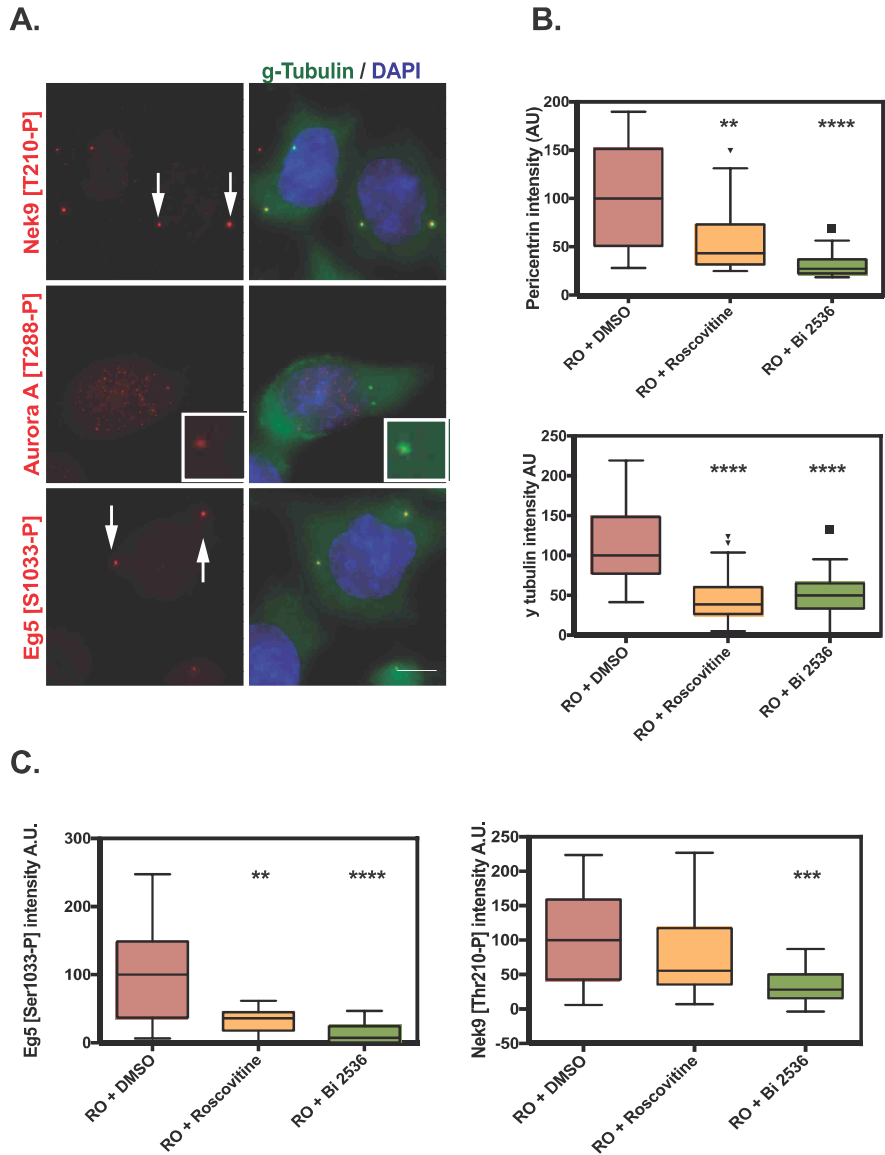 A.
g-Tubulin / DAPI
Nek9 [T210-P]
Aurora A [T288-P]
Eg5 [S1033-P]
B.
Pericentrin intensity (AU)
200
150
100
50
0
**
****
RO + DMSO
RO + Roscovitine
RO + Bi 2536
y tubulin intensity AU
250
200
150
100
50
0
****
****
RO + DMSO
RO + Roscovitine
RO + Bi 2536
C.
Eg5 [Ser1033-P] intensity A.U.
300
200
100
0
**
****
RO + DMSO
RO + Roscovitine
RO + Bi 2536
Nek9 [Thr210-P] intensity A.U.
250
200
150
100
50
0
-50
***
RO + DMSO
RO + Roscovitine
RO + Bi 2536